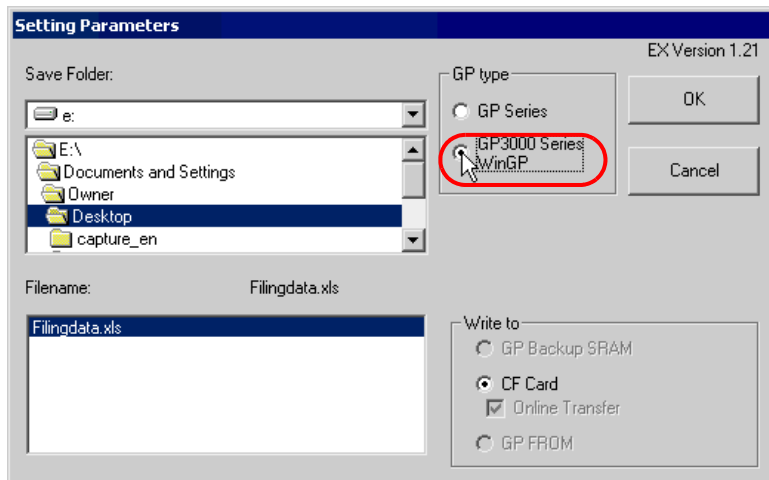 Setting Parameters
EX Version 1.21
Save Folder:
e:
E:\
Documents and Settings
Owner
Desktop
capture_en
GP type
GP Series
GP3000 Series
WinGP
OK
Cancel
Filename:
Filingdata.xls
Filingdata.xls
Write to
GP Backup SRAM
CF Card
Online Transfer
GP FROM